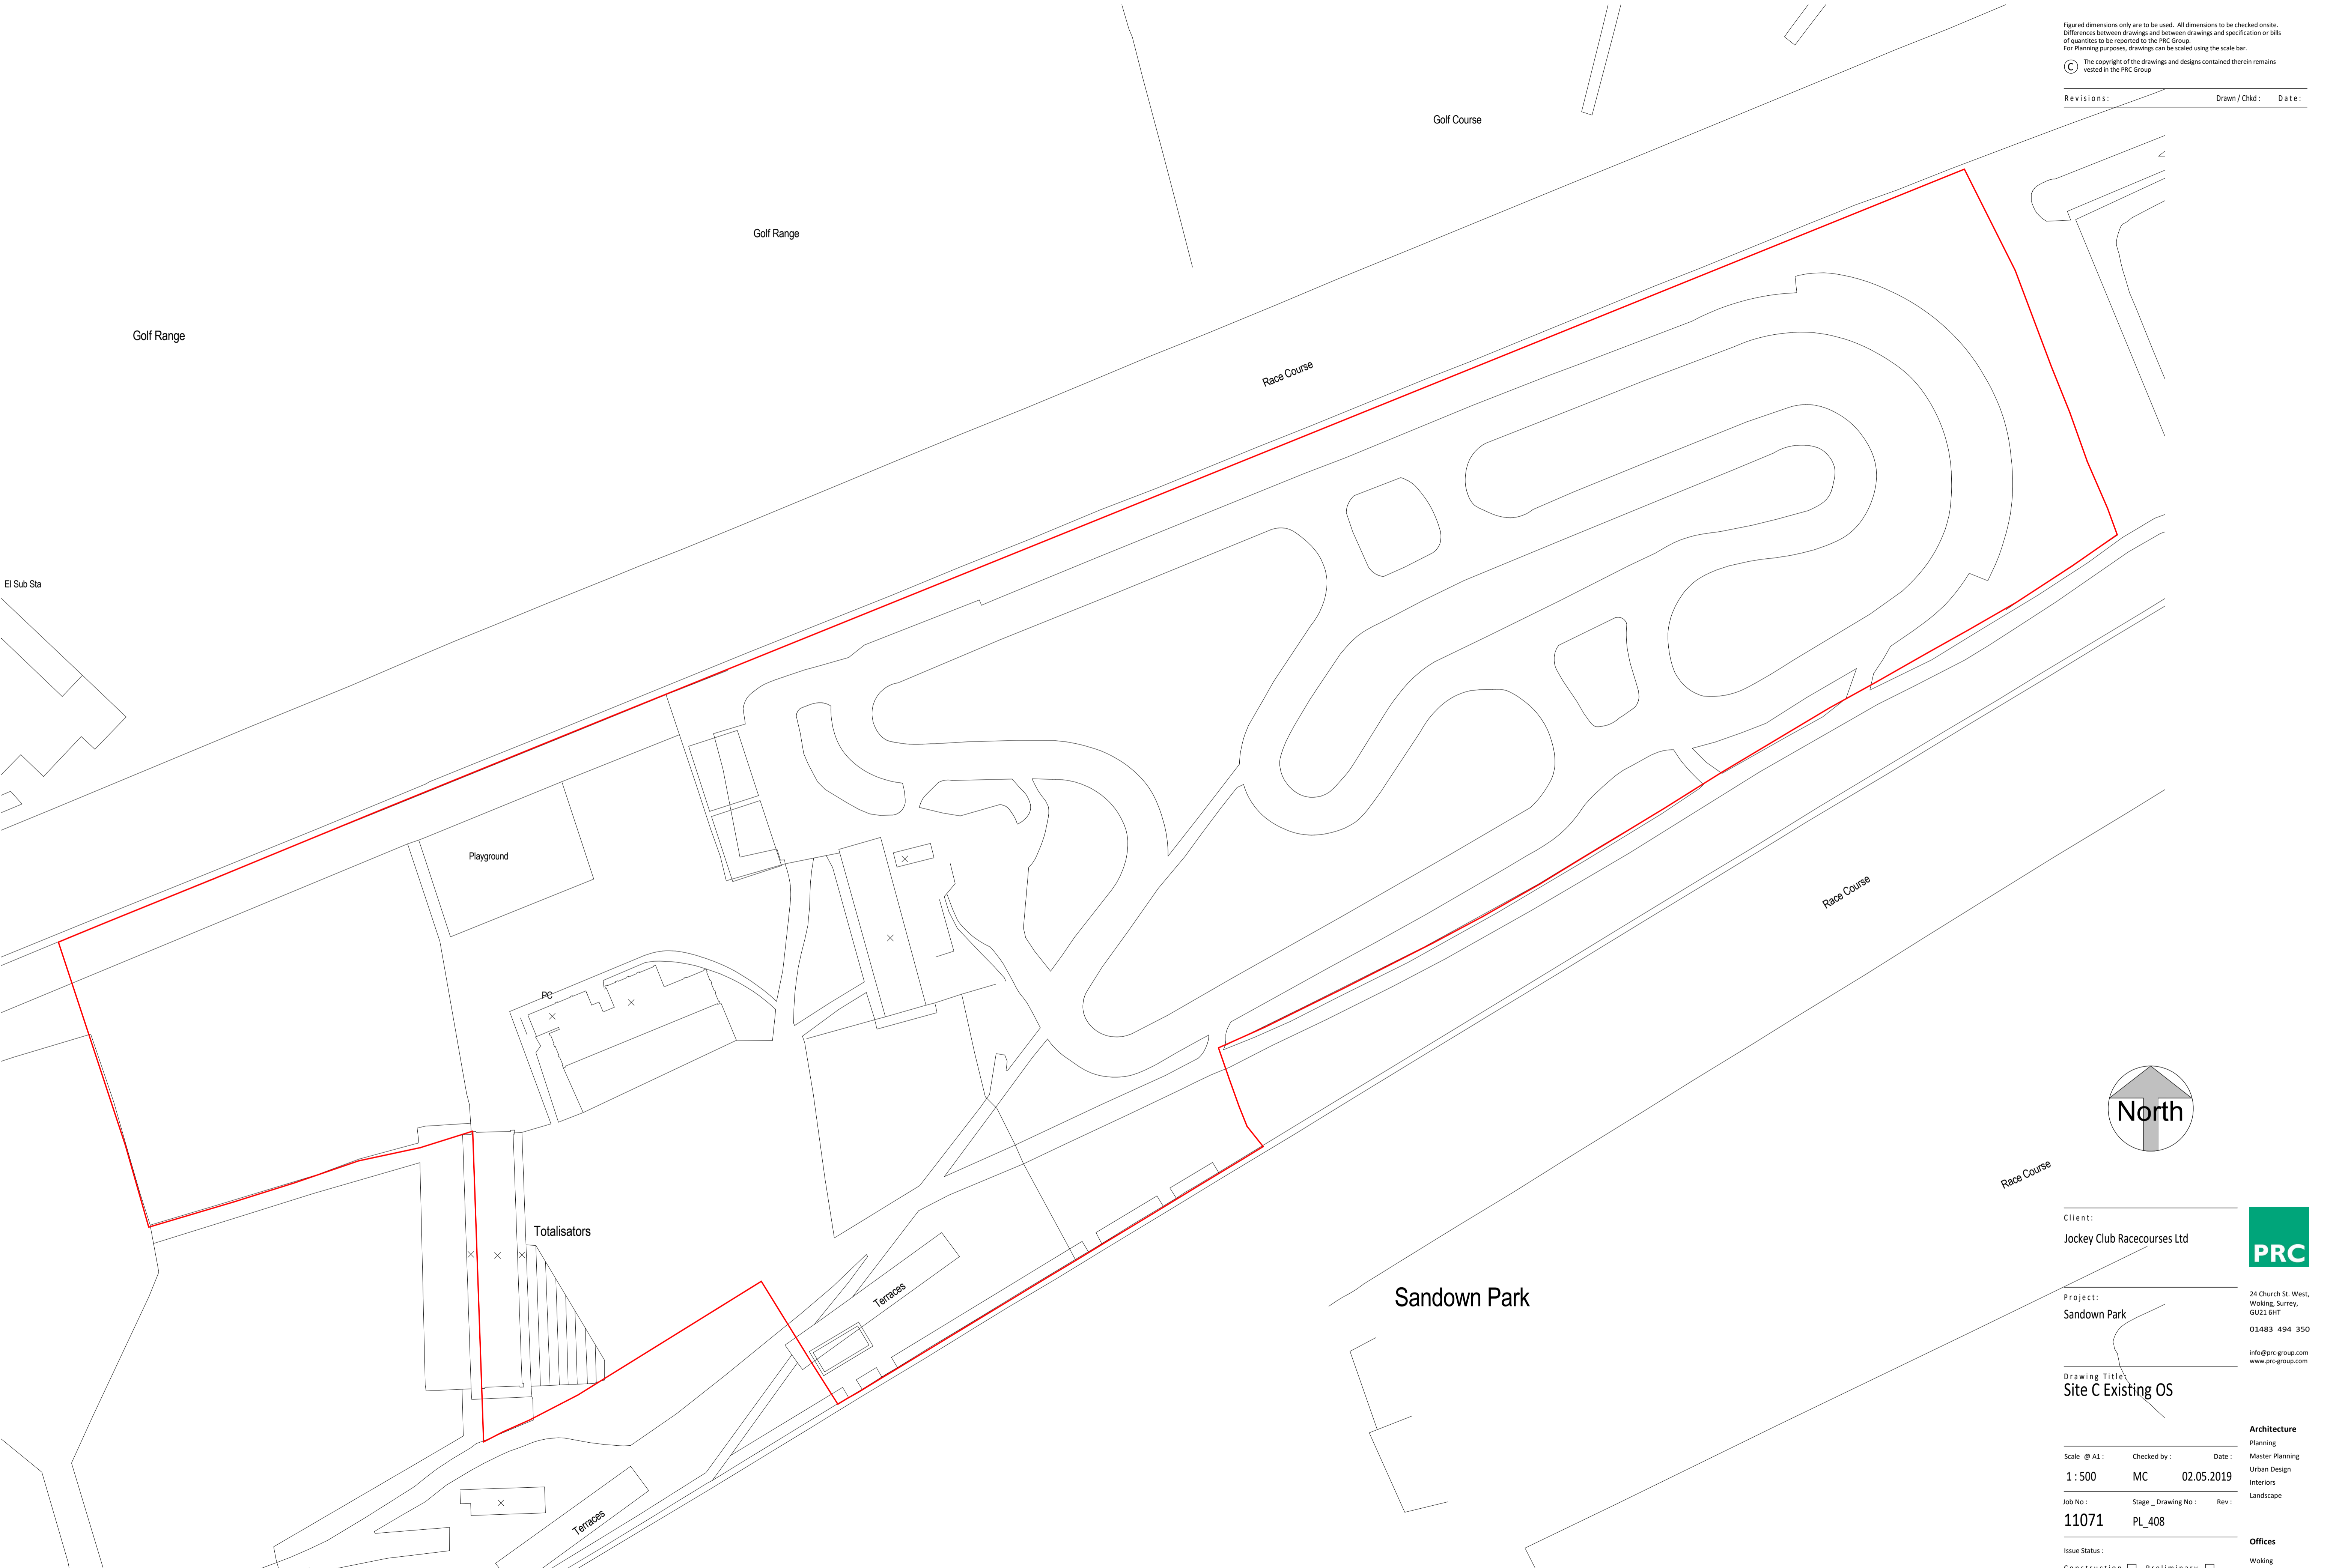 Figured dimensions only are to be used. All dimensions to be checked onsite.
Differences between drawings and between drawings and specification or bills
of quantites to be reported to the PRC Group.
For Planning purposes, drawings can be scaled using the scale bar.
C
The copyright of the drawings and designs contained therein remains
vested in the PRC Group
Revisions: Drawn / Chkd : Date:
Golf Course
Golf Range
Golf Range
Race Course
El Sub Sta
Playground
PC
Race Course
North
Race Course
Totalisators
Terraces
Sandown Park
Terraces
Client:
Jockey Club Racecourses Ltd
PRC
Project:
Sandown Park
24 Church St. West,
Woking, Surrey,
GU21 6HT
01483 494 350
info@prc-group.com
www.prc-group.com
Drawing Title:
Site C Existing OS
Architecture
Planning
Master Planning
Urban Design
Interiors
Landscape
Scale @ A1 : Checked by : Date :
1 : 500 MC 02.05.2019
Job No : Stage _ Drawing No : Rev :
11071 PL_408
Offices
Woking
Issue Status :
Construction Preliminary